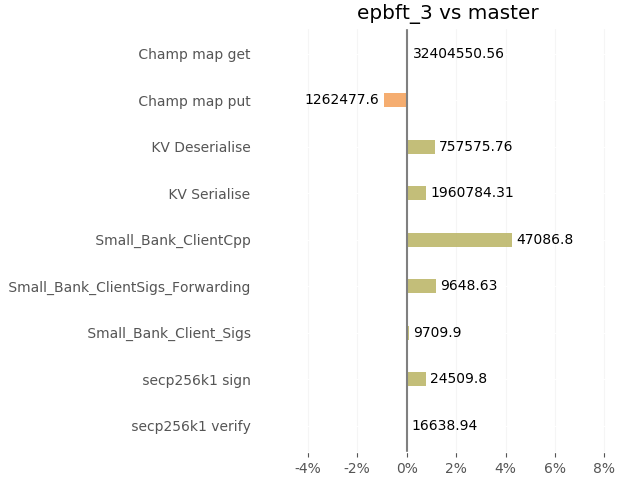 epbft_3 vs master
Champ map get 32404550.56
Champ map put 1262477.6
KV Deserialise 757575.76
KV Serialise 1960784.31
Small_Bank_ClientCpp 47086.8
Small_Bank_ClientSigs_Forwarding 9648.63
Small_Bank_Client_Sigs 9709.9
secp256k1 sign 24509.8
secp256k1 verify 16638.94
-4% -2% 0% 2% 4% 6% 8%